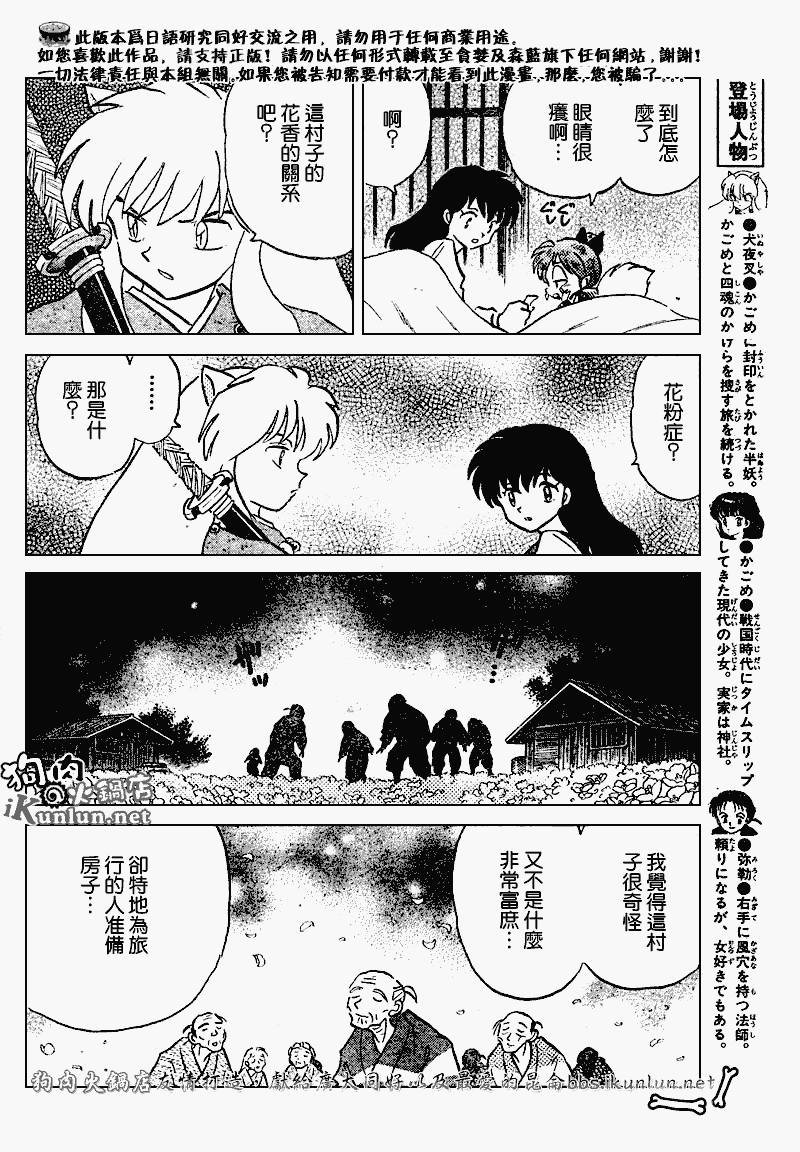 此版本爲日語研究同好交流之用，請勿用于任何商業用途。
如您喜歡此作品，請支持正版！請勿以任何形式轉載至貪婪及森藍旗下任何網站，謝謝！
一切法律責任與本組無關。如果您被告知需要付款才能看到此漫畫，那麼，您被騙了……
到底怎
麼了
眼睛很
癢啊…
啊？
這村子的
花香的關系
吧？
花粉症？
……
那是什
麼？
我覺得這村
子很奇怪
又不是什麼
非常富庶…
卻特地為旅
行的人准備
房子…
登場人物
とうじょうじんぶつ
●犬夜叉●かごめに封印をとかれた半妖。
かごめと四魂のかけらを捜す旅を続ける。
●かごめ●戦国時代にタイムスリップ
してきた現代の少女。実家は神社。
●弥勒●右手に風穴を持つ法師。
頼りになるが、女好きでもある。
狗肉火鍋店
iKunlun.net
狗肉火鍋店友情打造 獻給廣大同好以及最愛的昆侖bbs.ikunlun.net